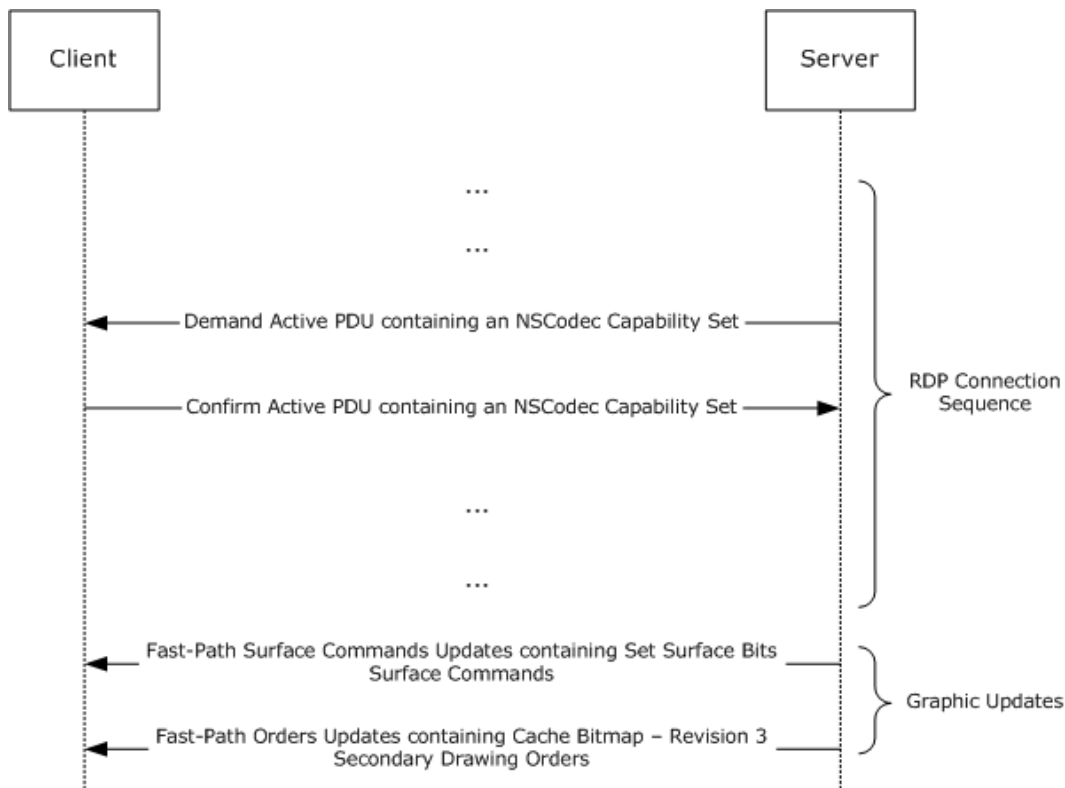 Client
Server
...
...
Demand Active PDU containing an NSCodec Capability Set
Confirm Active PDU containing an NSCodec Capability Set
RDP Connection
Sequence
...
...
Fast-Path Surface Commands Updates containing Set Surface Bits
Surface Commands
Graphic Updates
Fast-Path Orders Updates containing Cache Bitmap – Revision 3
Secondary Drawing Orders